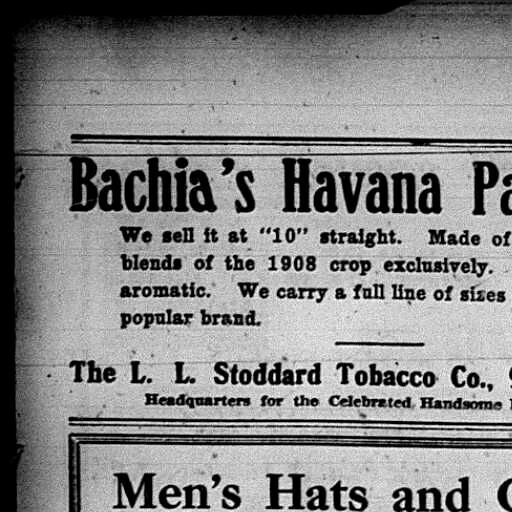 Bachia's Havana Pa
We sell it at "10" straight. Made of
blends of the 1908 crop exclusively.
aromatic. We carry a full line of sizes
popular brand.
The L. L. Stoddard Tobacco Co.,
Headquarters for the Celebrated Handsome
Men's Hats and